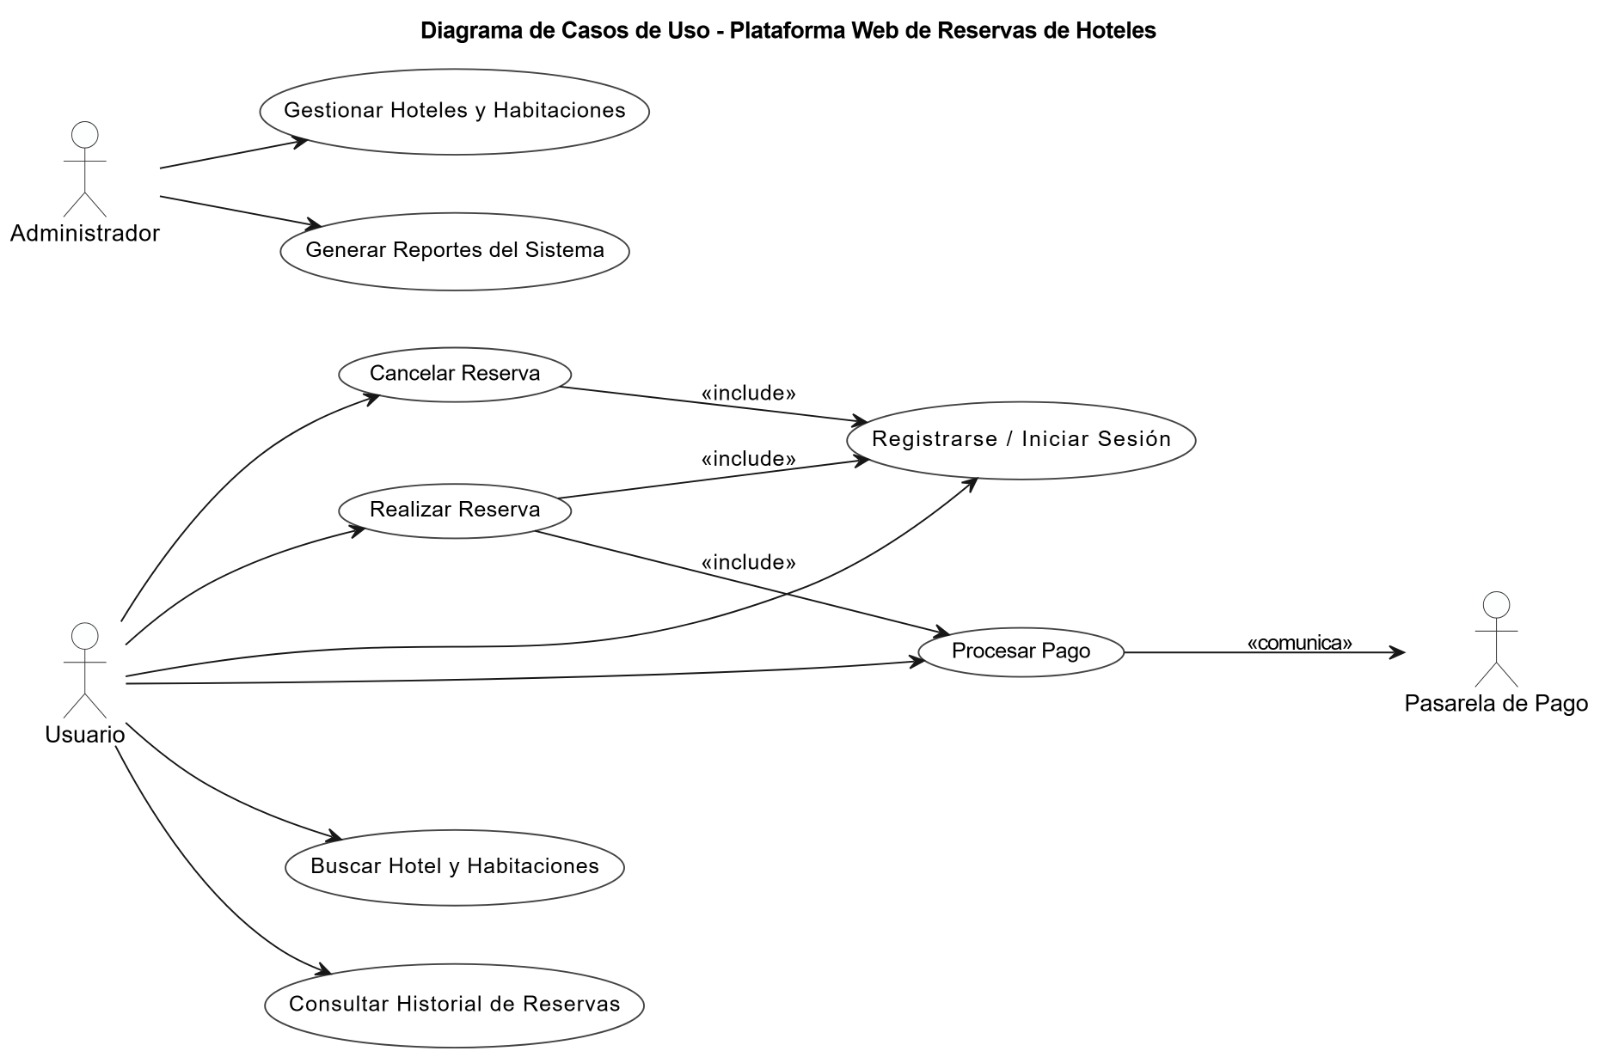 Diagrama de Casos de Uso - Plataforma Web de Reservas de Hoteles
Gestionar Hoteles y Habitaciones
Administrador
Generar Reportes del Sistema
Cancelar Reserva
«include»
Registrarse / Iniciar Sesión
«include»
Realizar Reserva
«include»
Procesar Pago
«comunica»
Pasarela de Pago
Usuario
Buscar Hotel y Habitaciones
Consultar Historial de Reservas